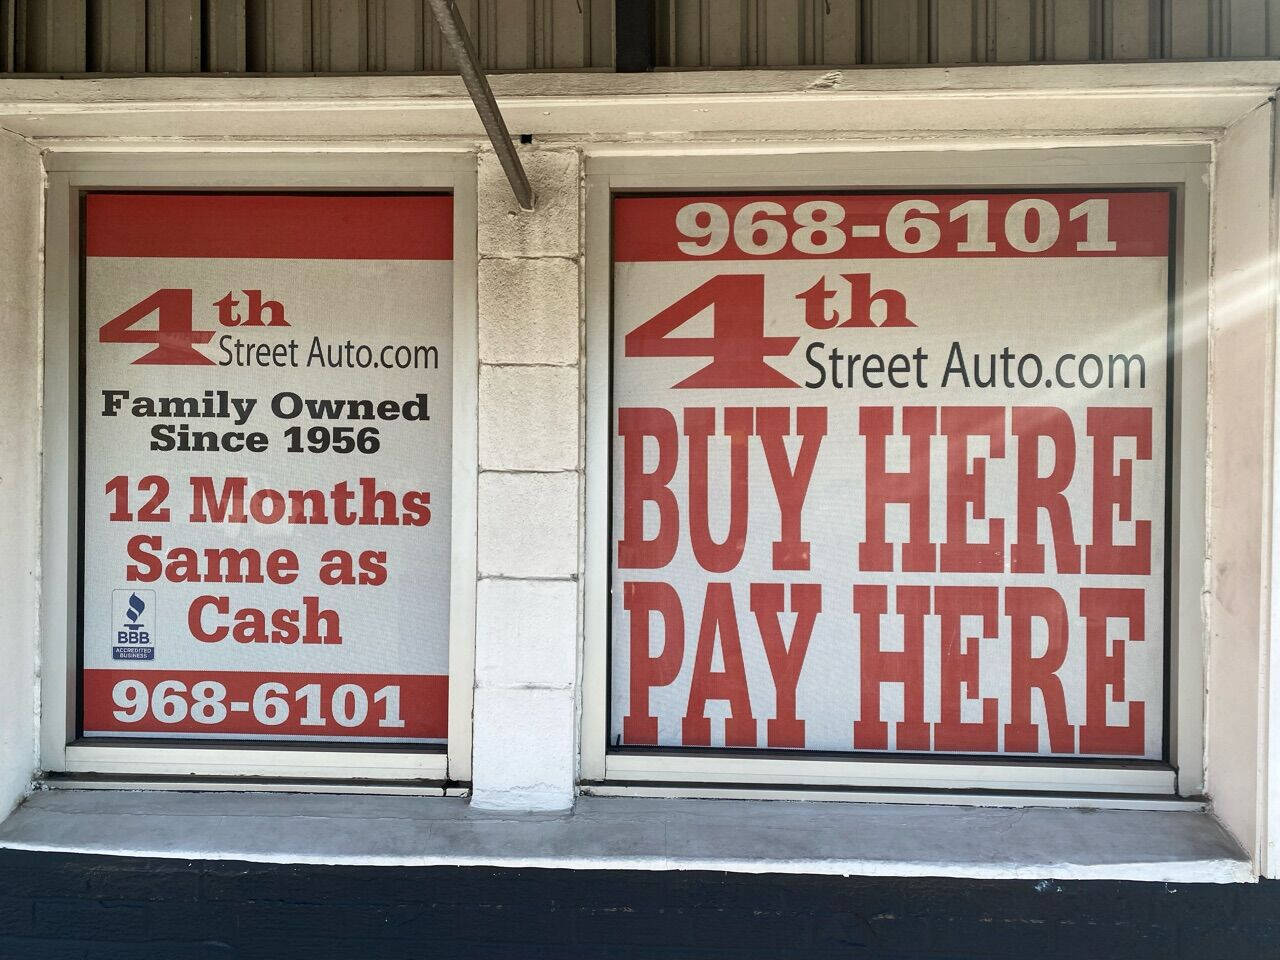 4th
Street Auto.com
Family Owned
Since 1956
12 Months
Same as
Cash
BBB
ACCREDITED
BUSINESS
968-6101
968-6101
4th
Street Auto.com
BUY HERE
PAY HERE